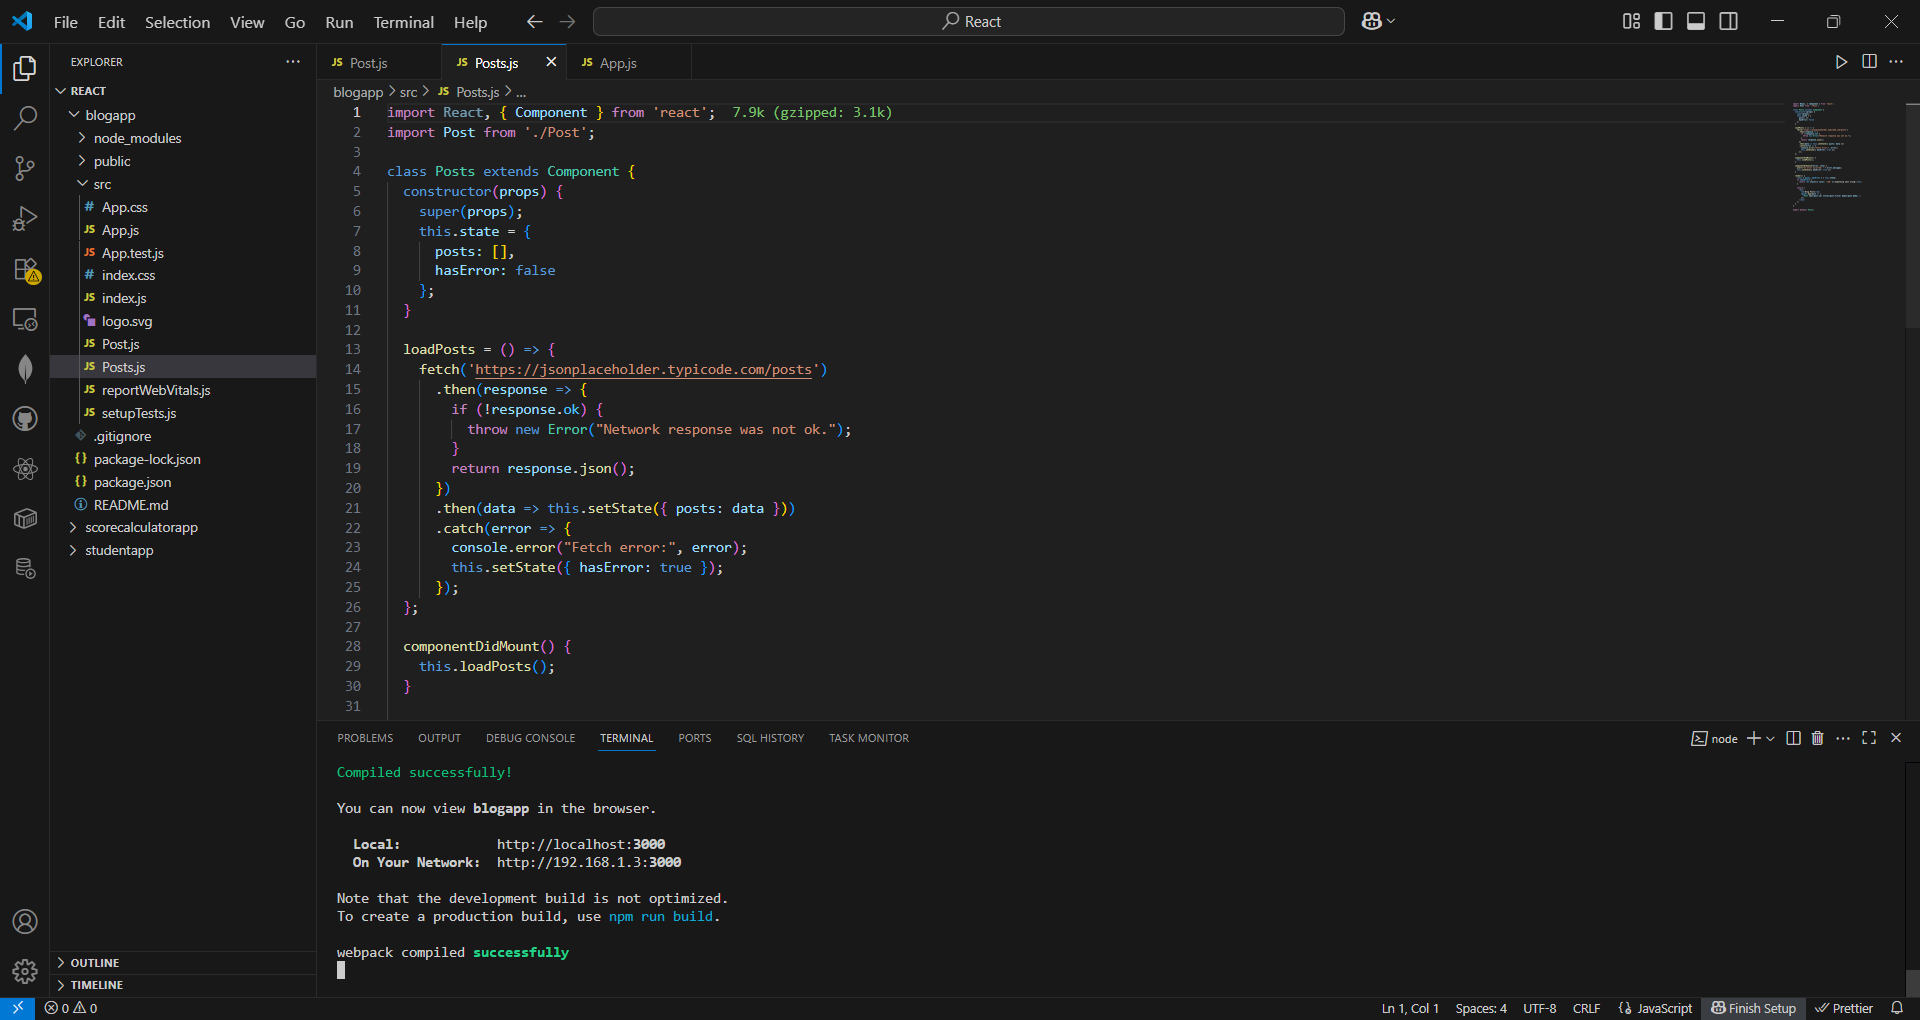 File Edit Selection View Go Run Terminal Help
React
EXPLORER
REACT
blogapp
node_modules
public
src
# App.css
JS App.js
JS App.test.js
# index.css
JS index.js
logo.svg
JS Post.js
JS Posts.js
JS reportWebVitals.js
JS setupTests.js
.gitignore
{} package-lock.json
{} package.json
README.md
scorecalculatorapp
studentapp
OUTLINE
TIMELINE
JS Post.js
JS Posts.js
JS App.js
blogapp > src > JS Posts.js > ...
1 import React, { Component } from 'react'; 7.9k (gzipped: 3.1k)
2 import Post from './Post';
3
4 class Posts extends Component {
5 constructor(props) {
6 super(props);
7 this.state = {
8 posts: [],
9 hasError: false
10 };
11 }
12
13 loadPosts = () => {
14 fetch('https://jsonplaceholder.typicode.com/posts')
15 .then(response => {
16 if (!response.ok) {
17 throw new Error("Network response was not ok.");
18 }
19 return response.json();
20 })
21 .then(data => this.setState({ posts: data }))
22 .catch(error => {
23 console.error("Fetch error:", error);
24 this.setState({ hasError: true });
25 });
26 };
27
28 componentDidMount() {
29 this.loadPosts();
30 }
31
PROBLEMS OUTPUT DEBUG CONSOLE TERMINAL PORTS SQL HISTORY TASK MONITOR
node
Compiled successfully!
You can now view blogapp in the browser.
Local: http://localhost:3000
On Your Network: http://192.168.1.3:3000
Note that the development build is not optimized.
To create a production build, use npm run build.
webpack compiled successfully
0 0
Ln 1, Col 1 Spaces: 4 UTF-8 CRLF {} JavaScript Finish Setup Prettier